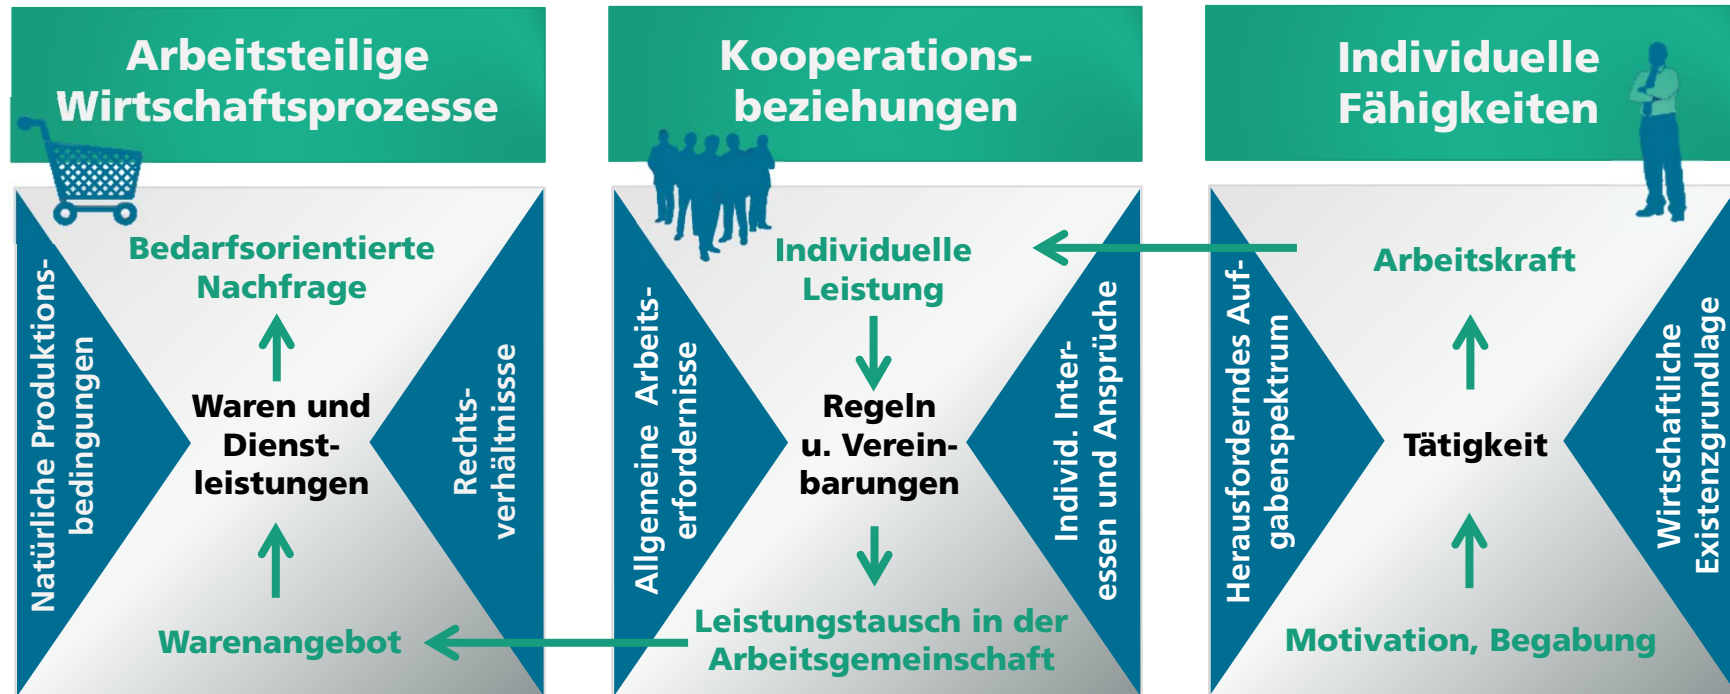 Arbeitsteilige
Wirtschaftsprozesse
Natürliche Produktions-
bedingungen
Bedarfsorientierte
Nachfrage
Waren und
Dienst-
leistungen
Warenangebot
Rechts-
verhältnissse
Kooperations-
beziehungen
Allgemeine Arbeits-
erfordernisse
Individuelle
Leistung
Regeln
u. Verein-
barungen
Leistungstausch in der
Arbeitsgemeinschaft
Individ. Inter-
essen und Ansprüche
Individuelle
Fähigkeiten
Herausforderndes Auf-
gabenspektrum
Arbeitskraft
Tätigkeit
Motivation, Begabung
Wirtschaftliche
Existenzgrundlage